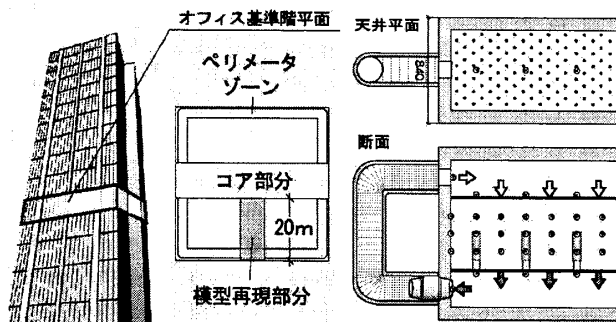 オフィス基準階平面
ペリメータ
ゾーン
コア部分
20m
模型再現部分
天井平面
840
断面